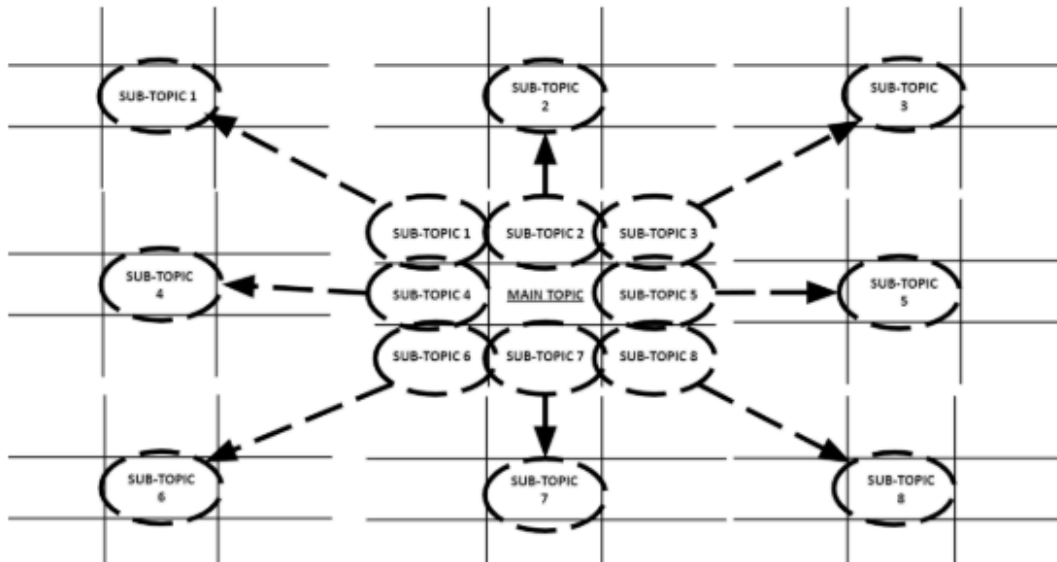 SUB-TOPIC 1
SUB-TOPIC
2
SUB-TOPIC
3
SUB-TOPIC 1
SUB-TOPIC 2
SUB-TOPIC 3
SUB-TOPIC
4
SUB-TOPIC 4
MAIN TOPIC
SUB-TOPIC 5
SUB-TOPIC
5
SUB-TOPIC 6
SUB-TOPIC 7
SUB-TOPIC 8
SUB-TOPIC
6
SUB-TOPIC
7
SUB-TOPIC
8